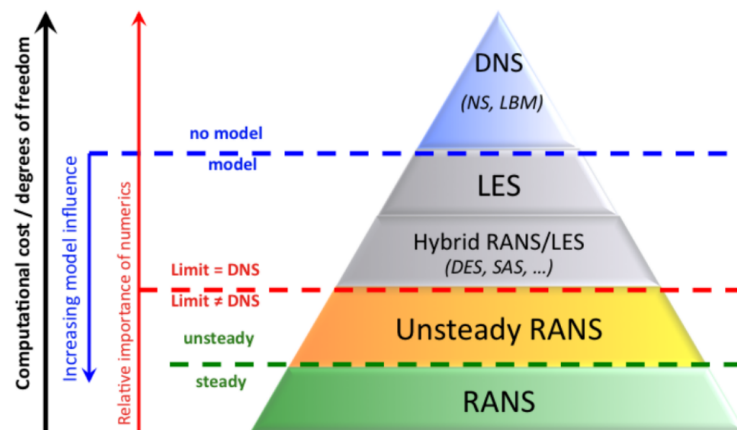 Computational cost / degrees of freedom
Increasing model influence
Relative importance of numerics
DNS
(NS, LBM)
no model
model
LES
Hybrid RANS/LES
(DES, SAS, ...)
Limit = DNS
Limit ≠ DNS
Unsteady RANS
unsteady
steady
RANS